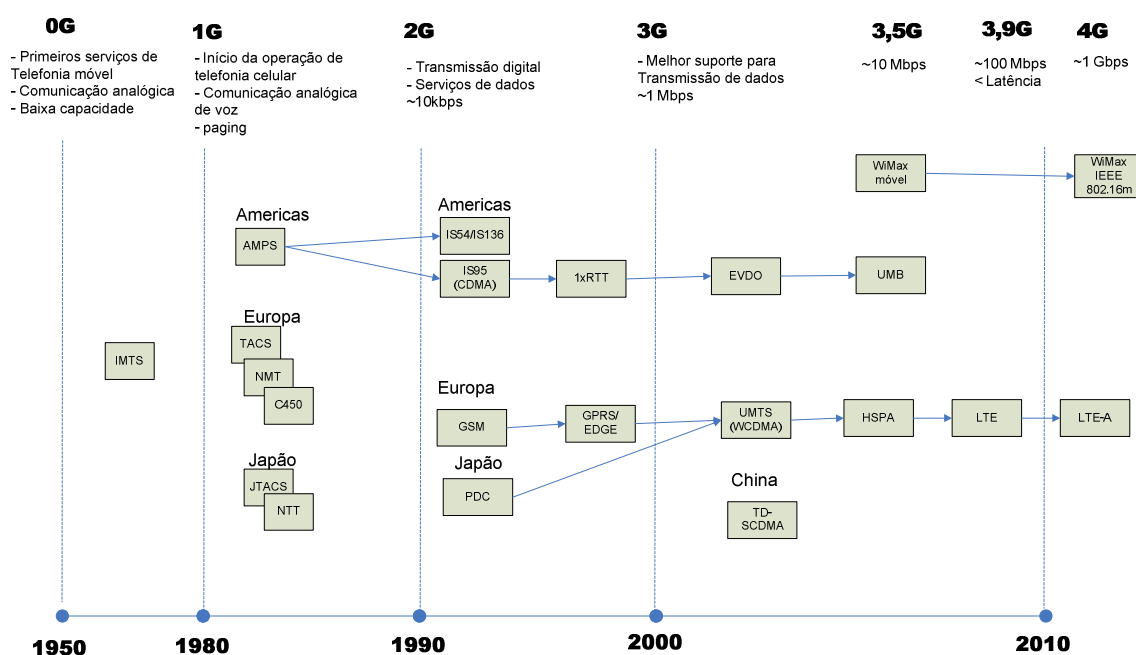 0G
- Primeiros serviços de
Telefonia móvel
- Comunicação analógica
- Baixa capacidade
1G
- Início da operação de
telefonia celular
- Comunicação analógica
de voz
- paging
2G
- Transmissão digital
- Serviços de dados
~10kbps
3G
- Melhor suporte para
Transmissão de dados
~1 Mbps
3,5G
~10 Mbps
3,9G
~100 Mbps
< Latência
4G
~1 Gbps
WiMax
móvel
WiMax
IEEE
802.16m
Americas
AMPS
Americas
IS54/IS136
IS95
(CDMA)
1xRTT
EVDO
UMB
IMTS
Europa
TACS
NMT
C450
Europa
GSM
GPRS/
EDGE
UMTS
(WCDMA)
HSPA
LTE
LTE-A
Japão
JTACS
NTT
Japão
PDC
China
TD-
SCDMA
1950
1980
1990
2000
2010